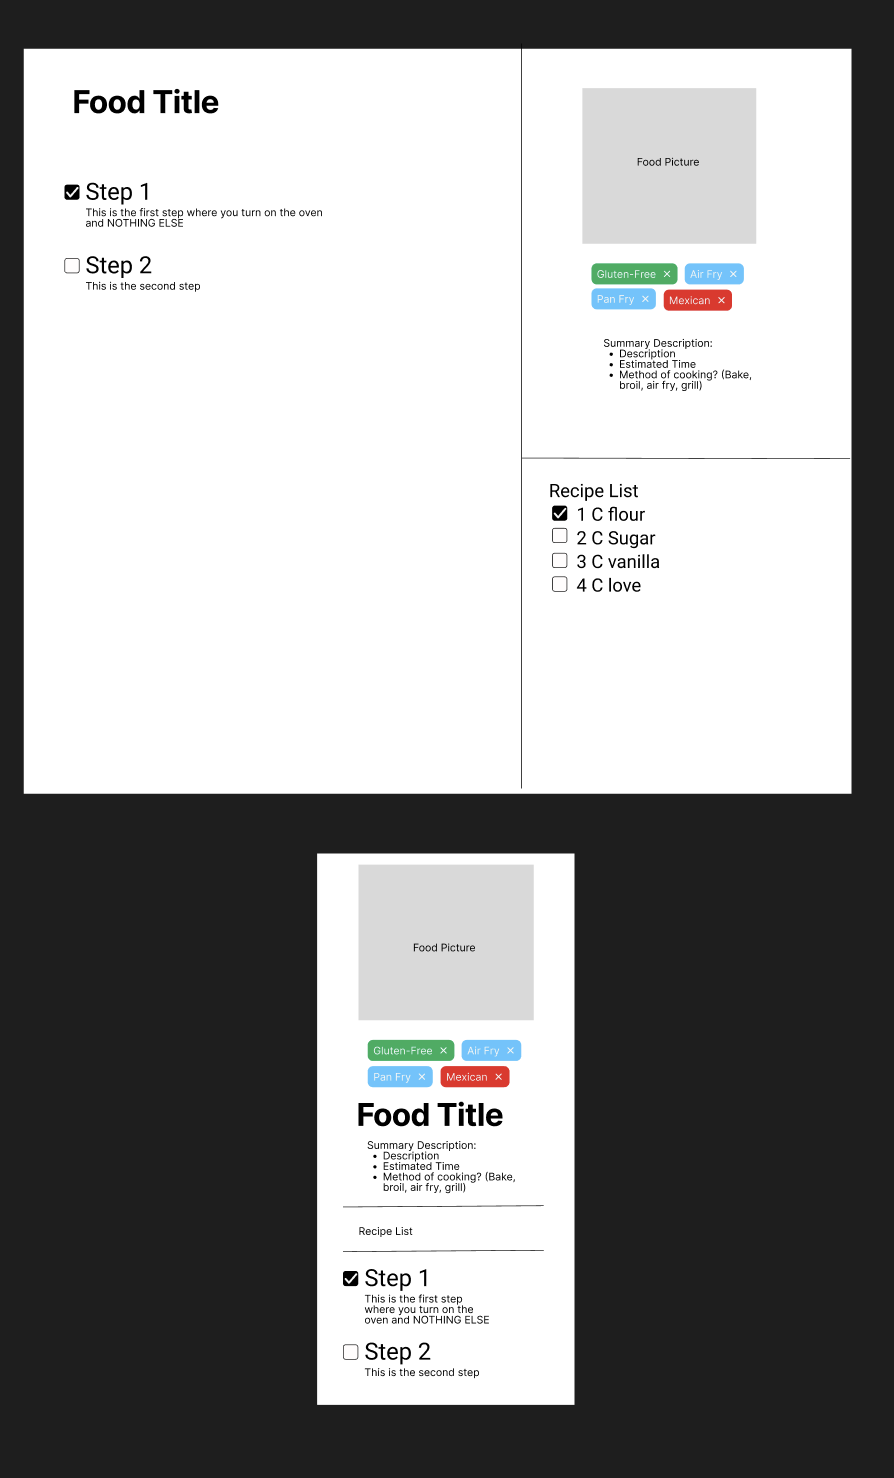 Food Title
Step 1
This is the first step where you turn on the oven
and NOTHING ELSE
Step 2
This is the second step
Food Picture
Gluten-Free ×
Air Fry ×
Pan Fry ×
Mexican ×
Summary Description:
• Description
• Estimated Time
• Method of cooking? (Bake,
broil, air fry, grill)
Recipe List
1 C flour
2 C Sugar
3 C vanilla
4 C love
Food Picture
Gluten-Free ×
Air Fry ×
Pan Fry ×
Mexican ×
Food Title
Summary Description:
• Description
• Estimated Time
• Method of cooking? (Bake,
broil, air fry, grill)
Recipe List
Step 1
This is the first step
where you turn on the
oven and NOTHING ELSE
Step 2
This is the second step